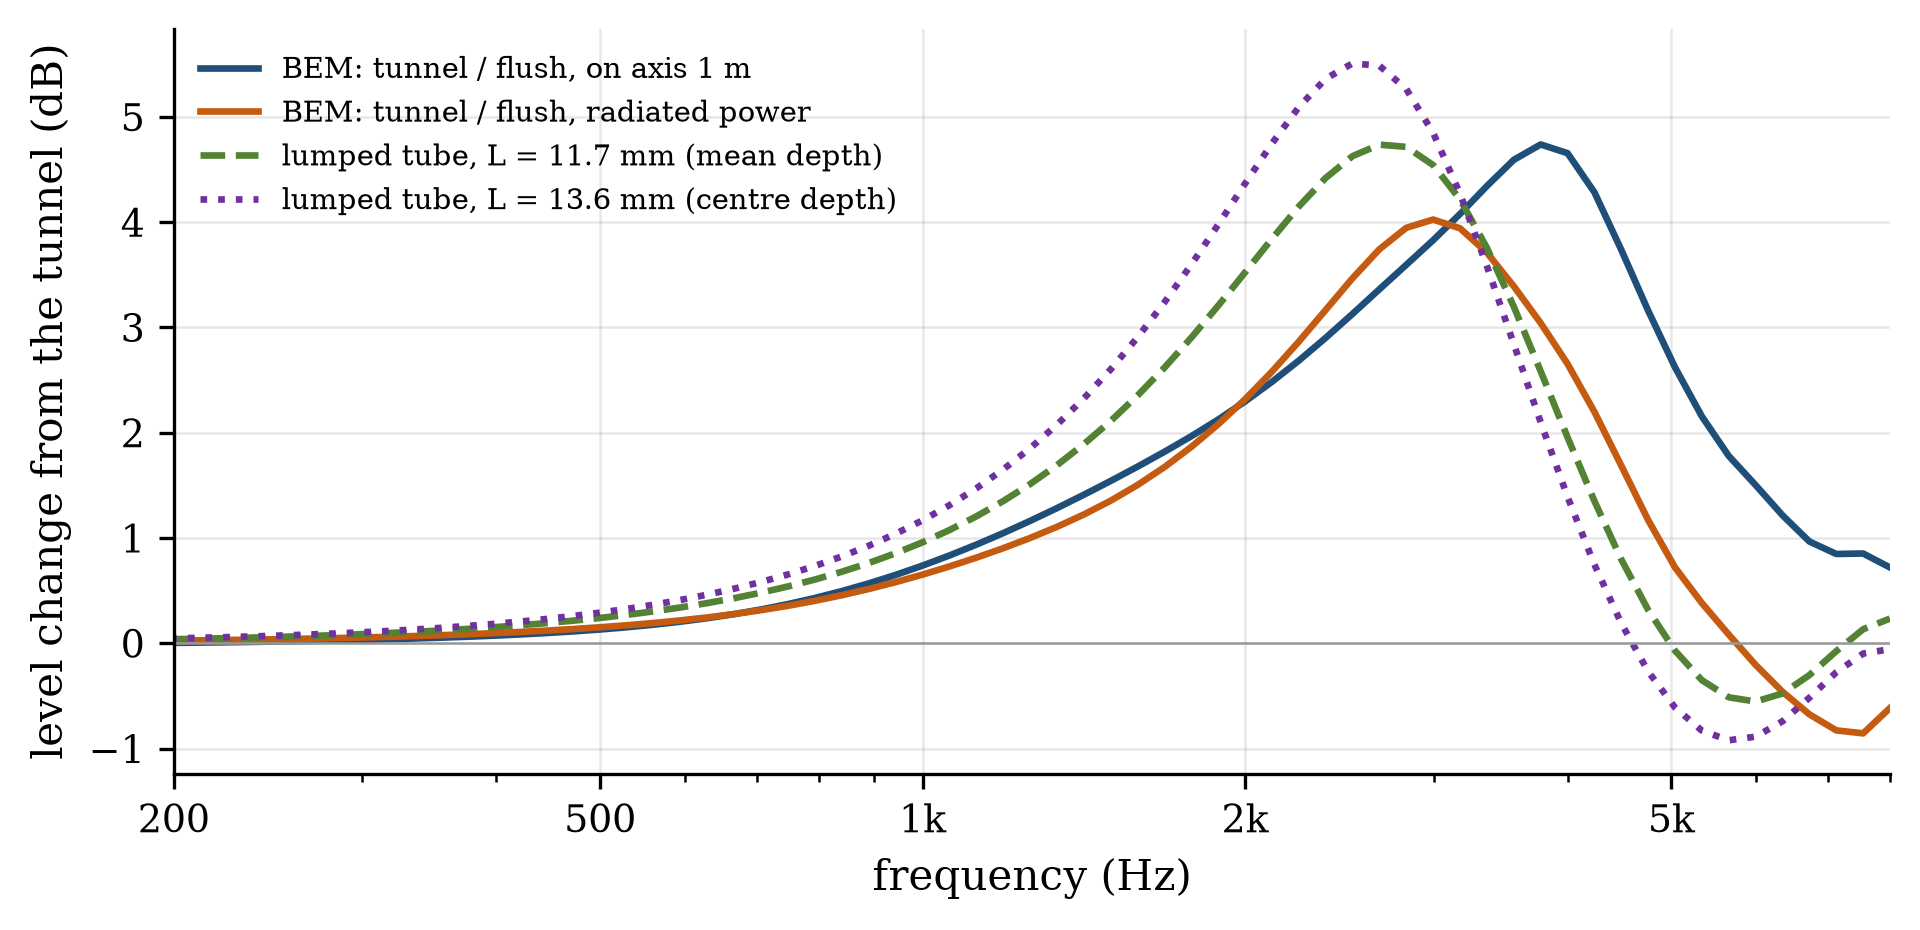 BEM: tunnel / flush, on axis 1 m
BEM: tunnel / flush, radiated power
lumped tube, L = 11.7 mm (mean depth)
lumped tube, L = 13.6 mm (centre depth)
level change from the tunnel (dB)
5
4
3
2
1
0
−1
200
500
1k
2k
5k
frequency (Hz)